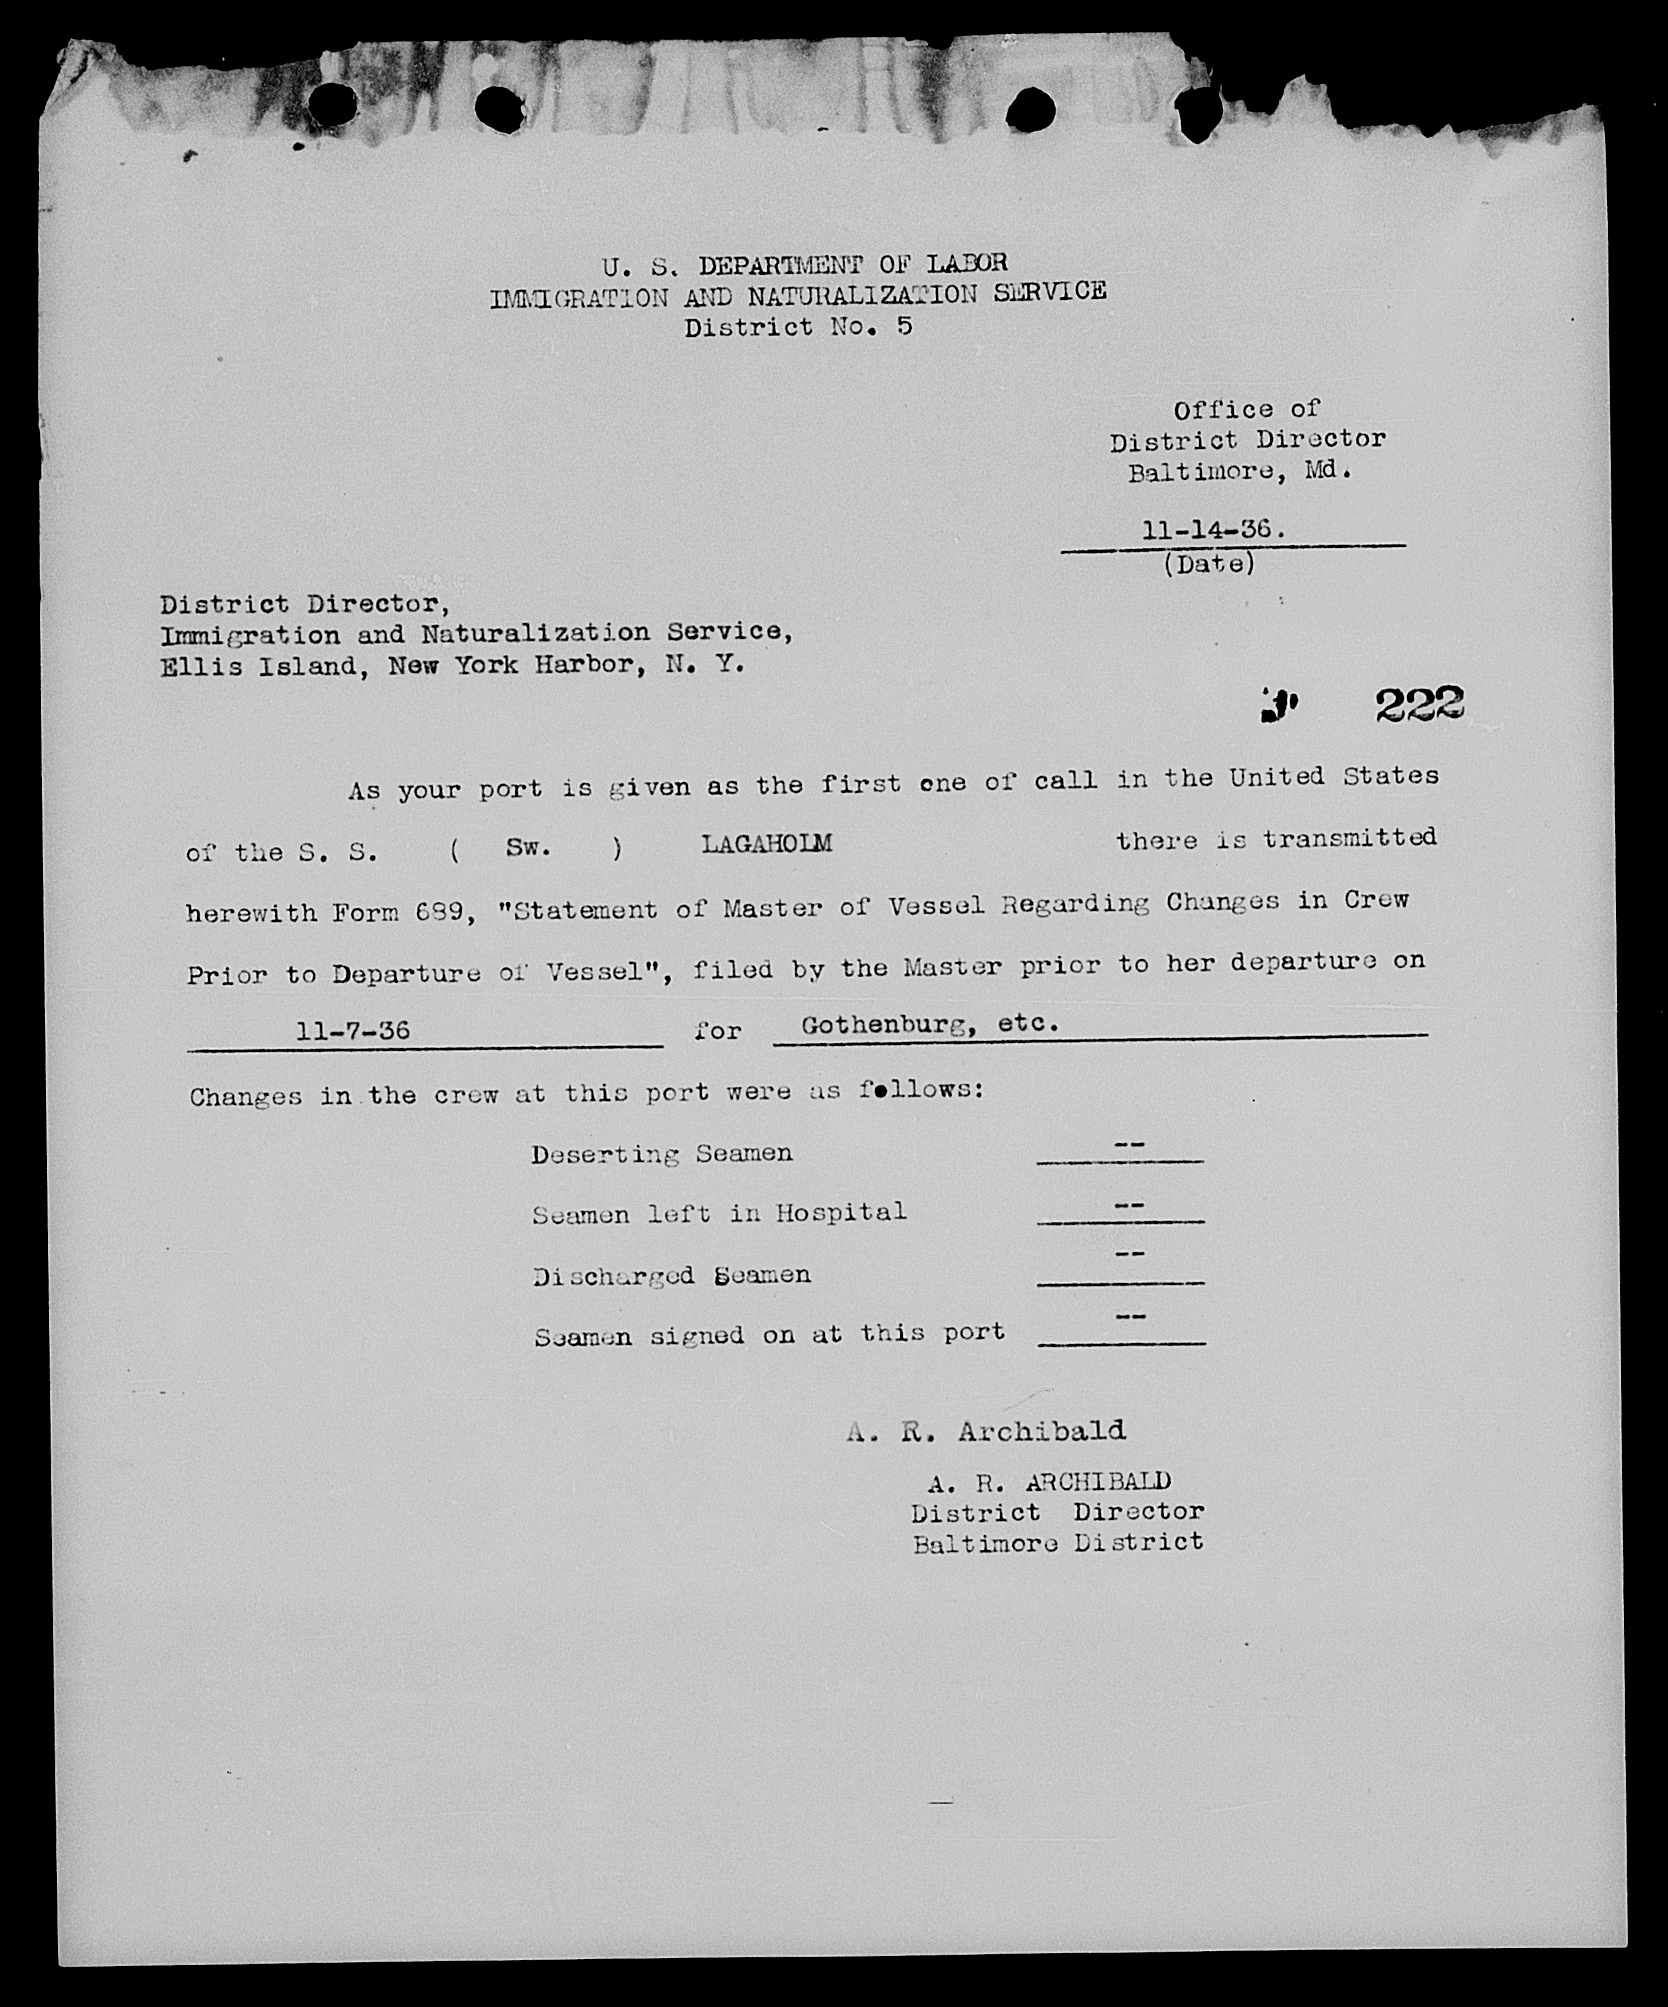 U. S. DEPARTMENT OF LABOR
IMMIGRATION AND NATURALIZATION SERVICE
District No. 5
Office of
District Director
Baltimore, Md.
11-14-36.
(Date)
District Director,
Immigration and Naturalization Service,
Ellis Island, New York Harbor, N. Y.
222
As your port is given as the first one of call in the United States
of the S. S. ( Sw. ) LAGAHOLM there is transmitted
herewith Form 689, "Statement of Master of Vessel Regarding Changes in Crew
Prior to Departure of Vessel", filed by the Master prior to her departure on
11-7-36 for Gothenburg, etc.
Changes in the crew at this port were as follows:
Deserting Seamen --
Seamen left in Hospital --
Discharged Seamen --
Seamen signed on at this port --
A. R. Archibald
A. R. ARCHIBALD
District Director
Baltimore District